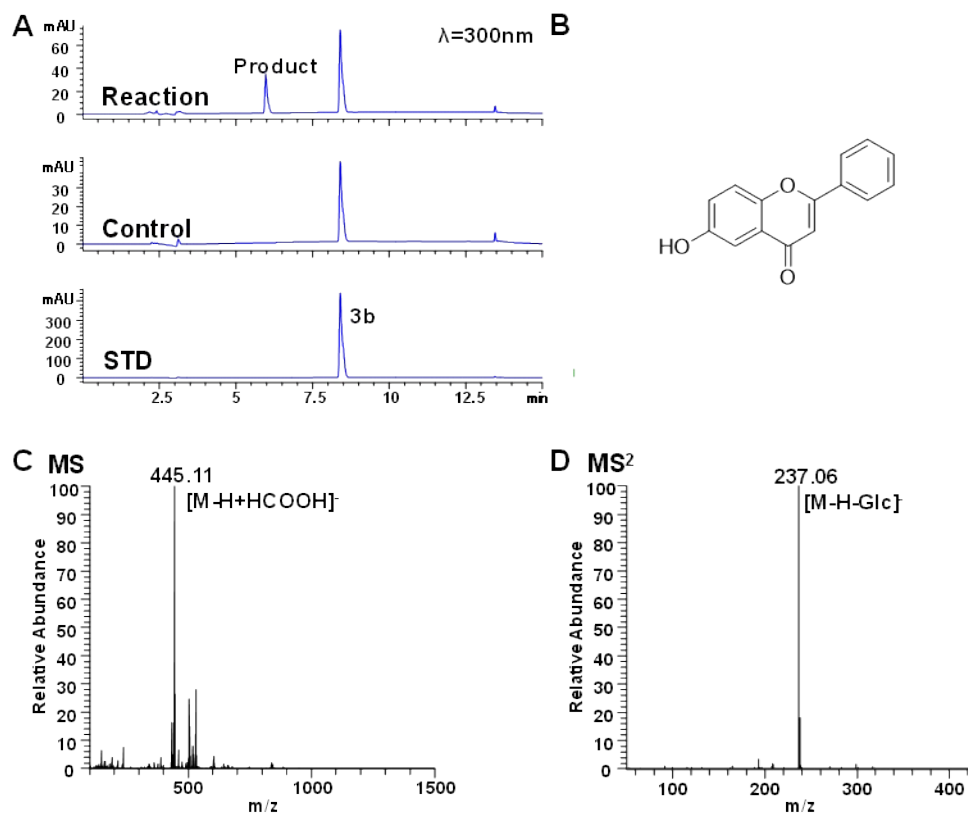 A
mAU
λ=300nm
60
40
20
0
Product
Reaction
mAU
30
20
10
0
Control
mAU
300
200
100
0
3b
STD
2.5 5 7.5 10 12.5 min
B
O
HO
O
C MS
445.11
[M-H+HCOOH]-
100
90
80
70
60
50
40
30
20
10
0
Relative Abundance
500 1000 1500
m/z
D MS²
237.06
[M-H-Glc]-
100
90
80
70
60
50
40
30
20
10
0
Relative Abundance
100 200 300 400
m/z